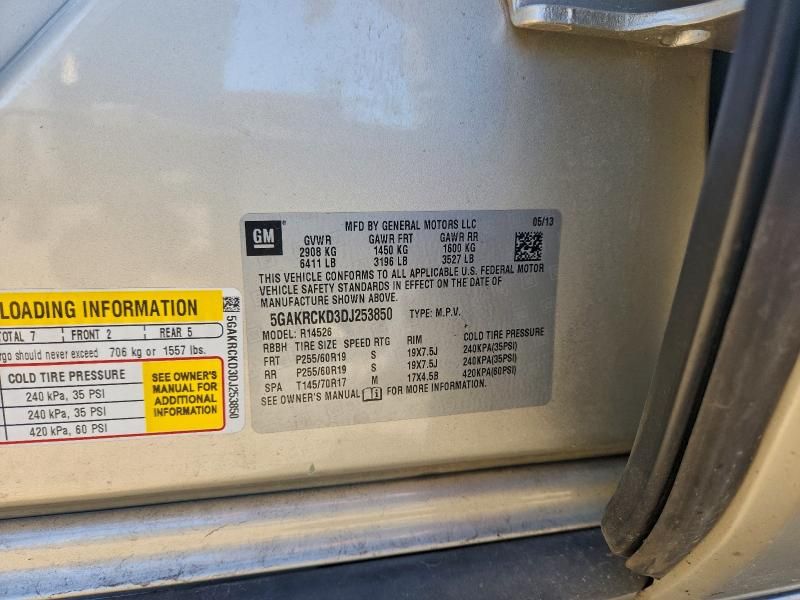 GM
MFD BY GENERAL MOTORS LLC 05/13
GVWR GAWR FRT GAWR RR
2908 KG 1450 KG 1600 KG
6411 LB 3196 LB 3527 LB
THIS VEHICLE CONFORMS TO ALL APPLICABLE U.S. FEDERAL MOTOR
VEHICLE SAFETY STANDARDS IN EFFECT ON THE DATE OF
MANUFACTURE SHOWN ABOVE.
5GAKRCKD3DJ253850 TYPE: M.P.V.
MODEL: R14526
RBBH TIRE SIZE SPEED RTG RIM COLD TIRE PRESSURE
FRT P255/60R19 S 19X7.5J 240KPA(35PSI)
RR P255/60R19 S 19X7.5J 240KPA(35PSI)
SPA T145/70R17 M 17X4.5B 420KPA(60PSI)
SEE OWNER'S MANUAL FOR MORE INFORMATION.
LOADING INFORMATION
TOTAL 7 FRONT 2 REAR 5
should never exceed 706 kg or 1557 lbs.
COLD TIRE PRESSURE
240 kPa, 35 PSI
240 kPa, 35 PSI
420 kPa, 60 PSI
SEE OWNER'S
MANUAL FOR
ADDITIONAL
INFORMATION
5GAKRCKD3DJ253850